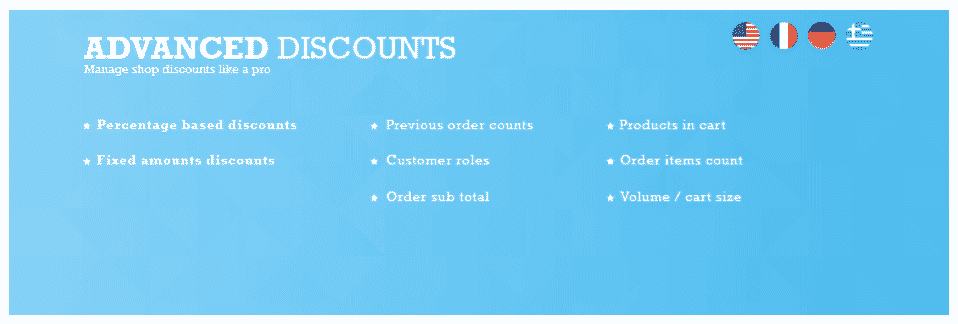 ADVANCED DISCOUNTS
Manage shop discounts like a pro
Percentage based discounts
Fixed amounts discounts
Previous order counts
Customer roles
Order sub total
Products in cart
Order items count
Volume / cart size